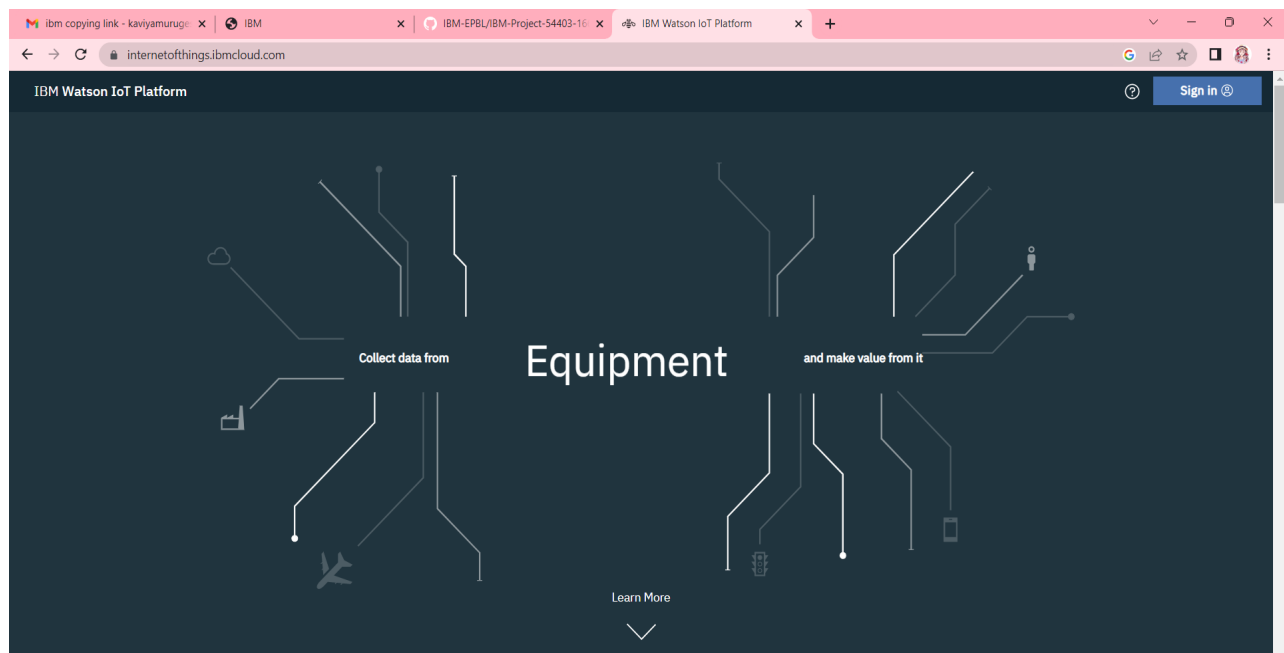 ibm copying link - kaviyamuruge
IBM
IBM-EPBL/IBM-Project-54403-16
IBM Watson IoT Platform
internetofthings.ibmcloud.com
IBM Watson IoT Platform
Sign in
Collect data from
Equipment
and make value from it
Learn More